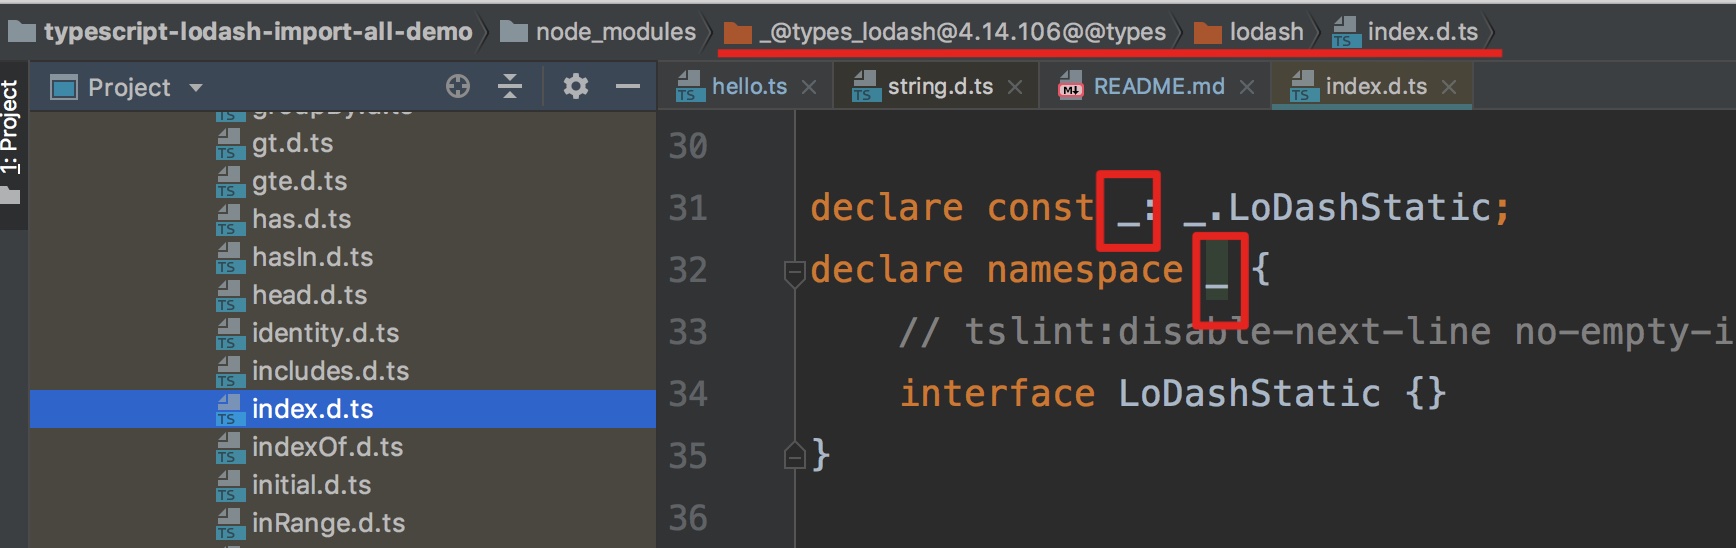 typescript-lodash-import-all-demo node_modules _@types_lodash@4.14.106@@types lodash index.d.ts
1: Project
Project
hello.ts string.d.ts README.md index.d.ts
groupBy.d.ts
gt.d.ts
gte.d.ts
has.d.ts
hasIn.d.ts
head.d.ts
identity.d.ts
includes.d.ts
index.d.ts
indexOf.d.ts
initial.d.ts
inRange.d.ts
30
31 declare const _: _.LoDashStatic;
32 declare namespace _ {
33 // tslint:disable-next-line no-empty-i
34 interface LoDashStatic {}
35 }
36